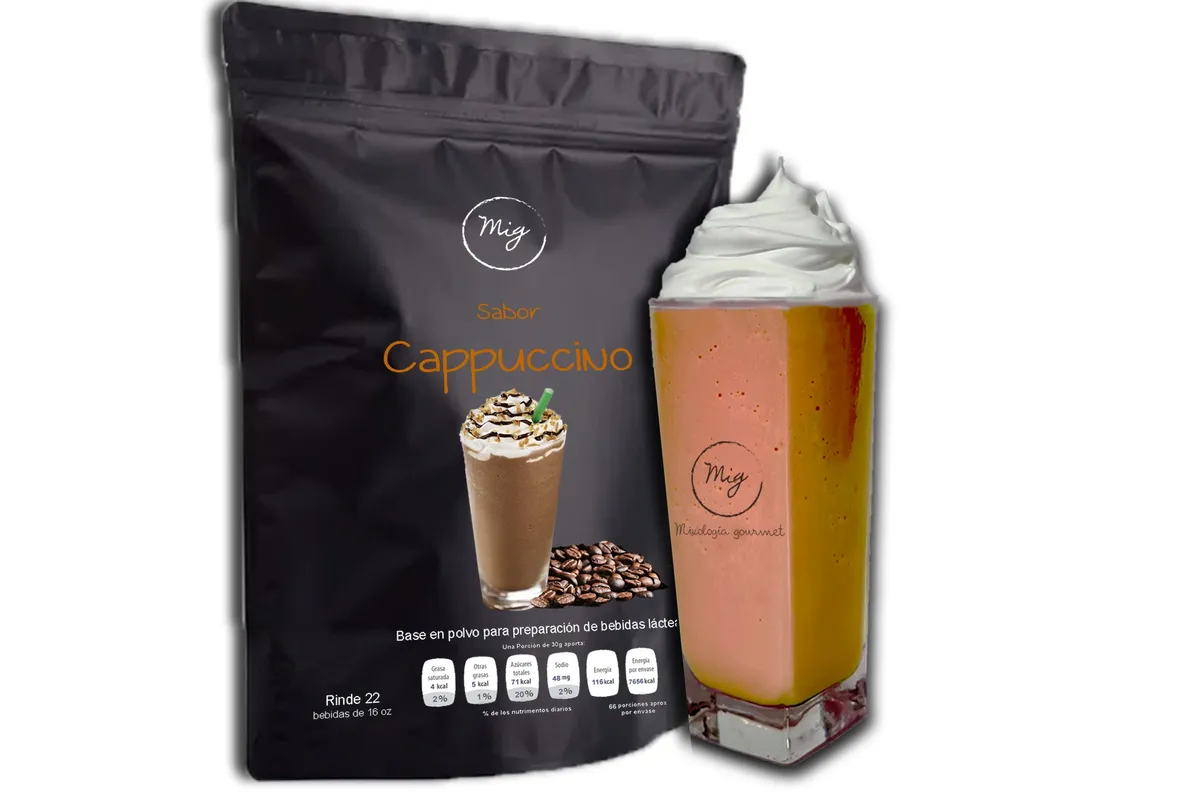 Mig
Sabor
Cappuccino
Base en polvo para preparación de bebidas
Una Porción de 30g aporta:
Grasa
saturada
4 kcal
2%
Otras
grasas
5 kcal
1%
Azúcares
totales
71 kcal
20%
Sodio
48 mg
2%
Energía
116 kcal
Energía
por envase
7656 kcal
% de los nutrimentos diarios
66 porciones aprox
por envase
Rinde 22
bebidas de 16 oz
Mig
Mixología gourmet